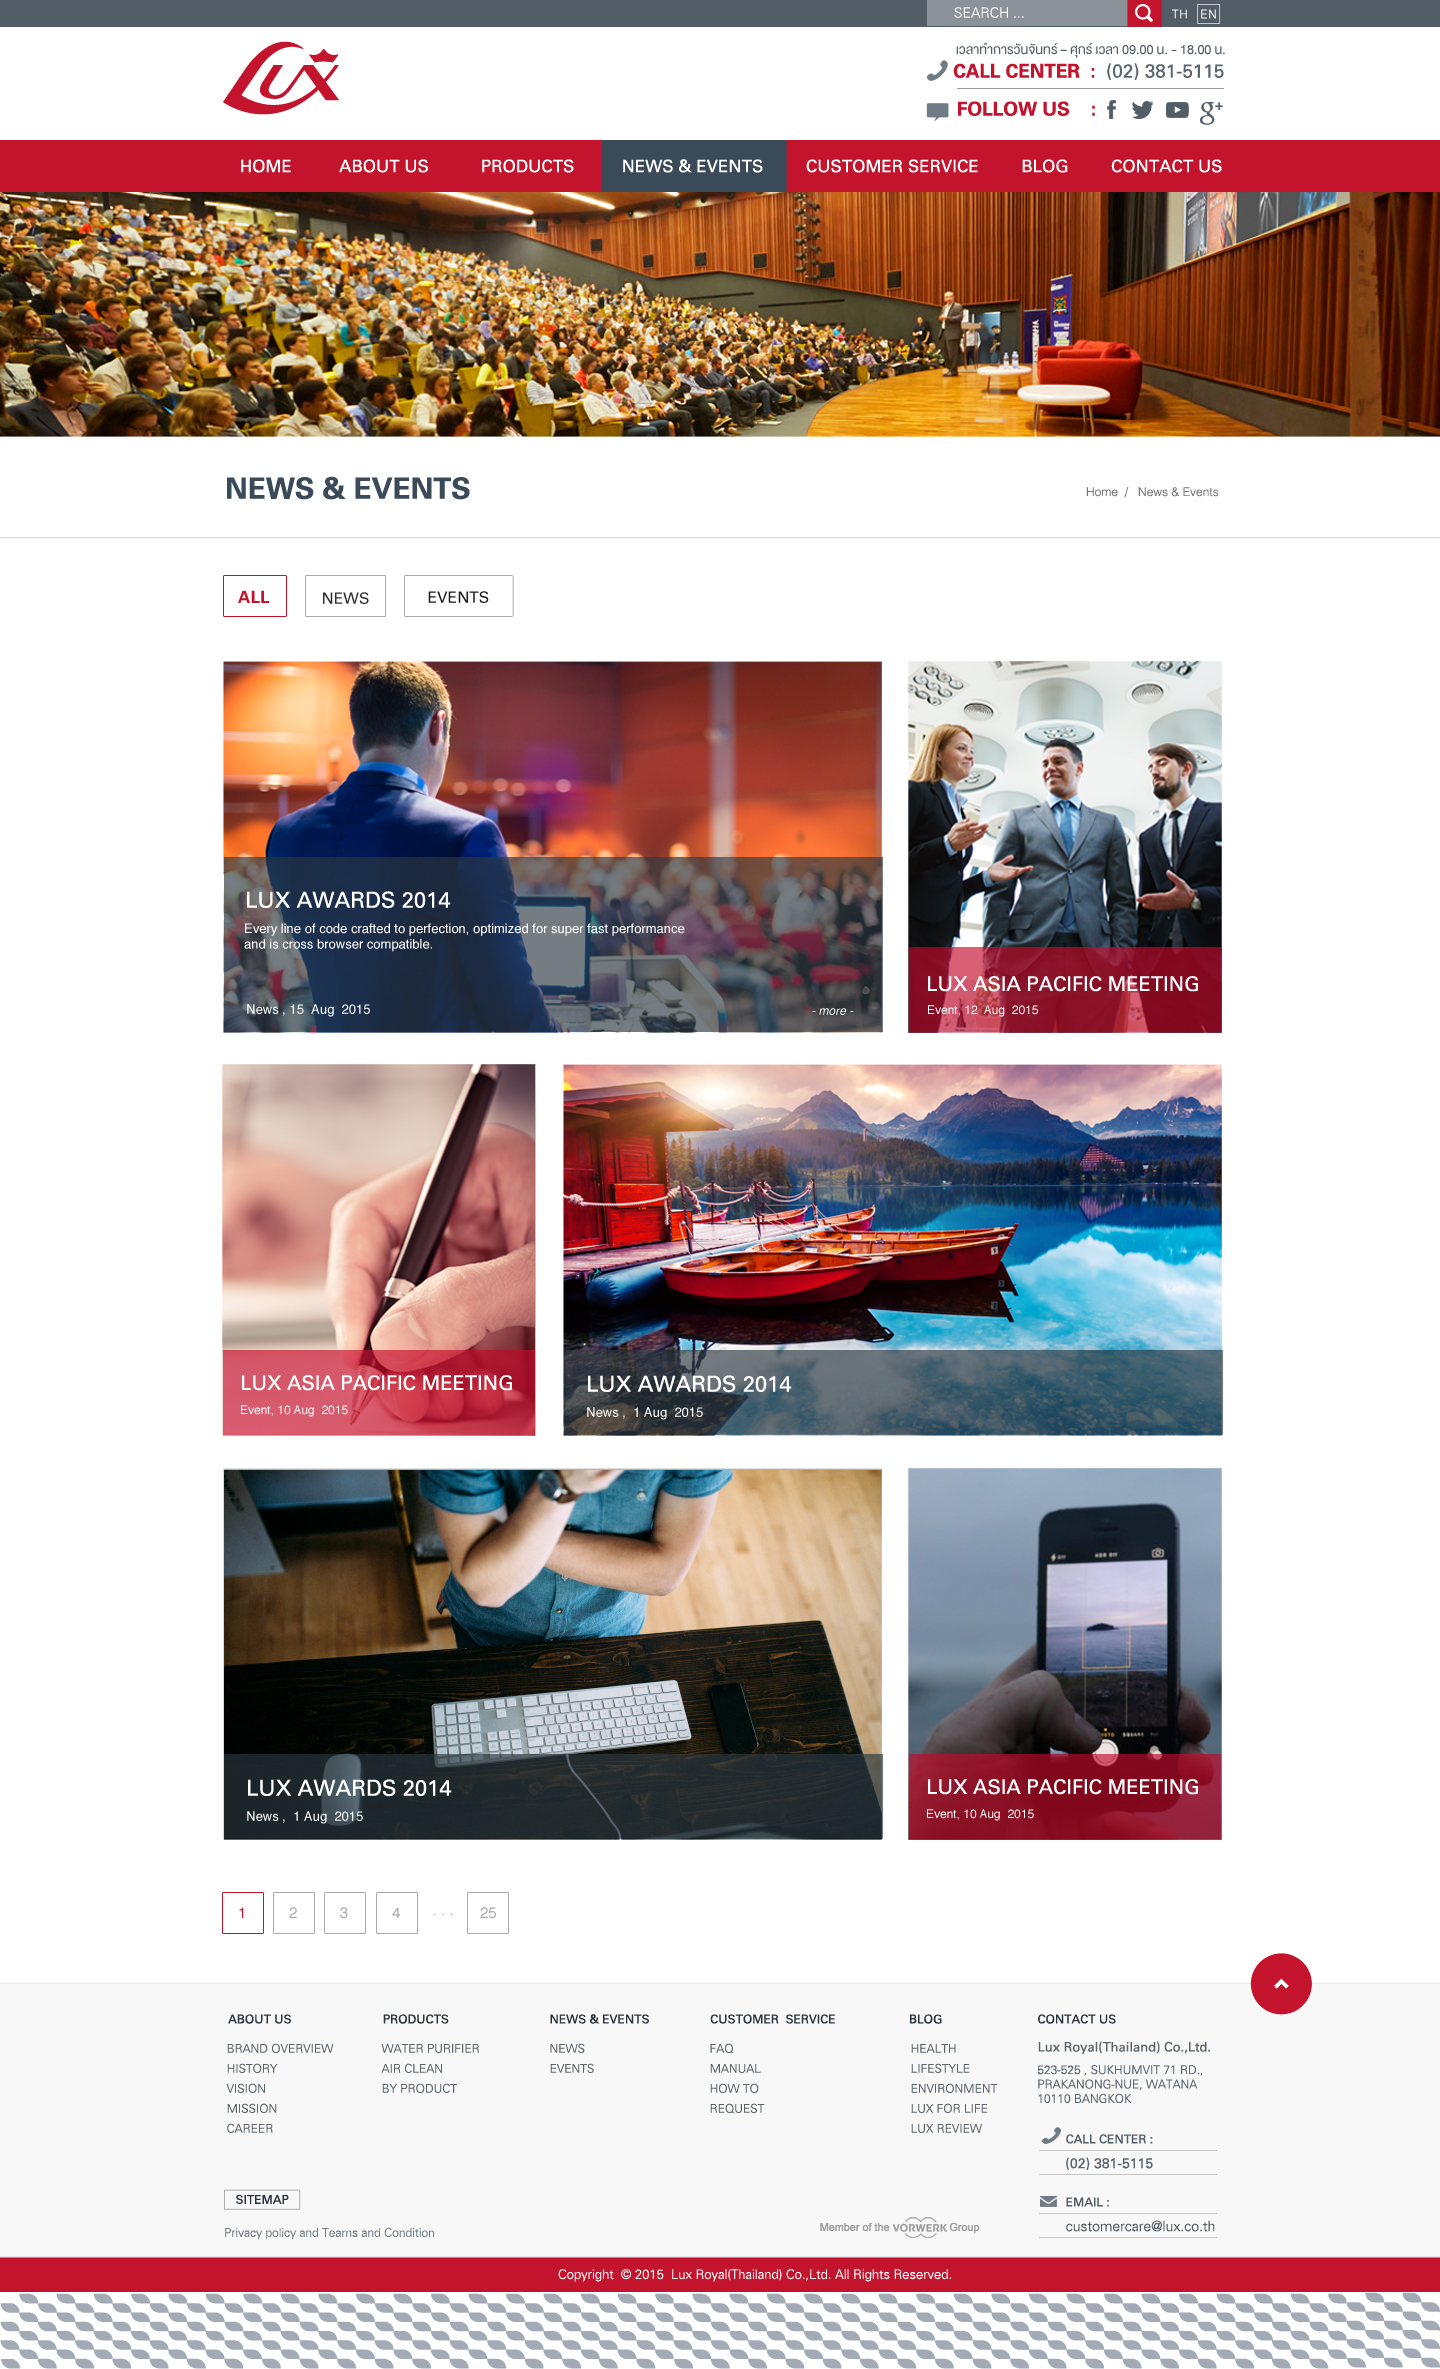 SEARCH ...
TH EN
LUX
เวลาทำการวันจันทร์ – ศุกร์ เวลา 09.00 น. - 18.00 น.
CALL CENTER : (02) 381-5115
FOLLOW US : f g+
HOME ABOUT US PRODUCTS NEWS & EVENTS CUSTOMER SERVICE BLOG CONTACT US
NEWS & EVENTS
Home / News & Events
ALL NEWS EVENTS
LUX AWARDS 2014
Every line of code crafted to perfection, optimized for super fast performance
and is cross browser compatible.
News , 15 Aug 2015
- more -
LUX ASIA PACIFIC MEETING
Event, 12 Aug 2015
LUX ASIA PACIFIC MEETING
Event, 10 Aug 2015
LUX AWARDS 2014
News , 1 Aug 2015
LUX AWARDS 2014
News , 1 Aug 2015
SQUARE
LUX ASIA PACIFIC MEETING
Event, 10 Aug 2015
1 2 3 4 . . . 25
ABOUT US
BRAND OVERVIEW
HISTORY
VISION
MISSION
CAREER
PRODUCTS
WATER PURIFIER
AIR CLEAN
BY PRODUCT
NEWS & EVENTS
NEWS
EVENTS
CUSTOMER SERVICE
FAQ
MANUAL
HOW TO
REQUEST
BLOG
HEALTH
LIFESTYLE
ENVIRONMENT
LUX FOR LIFE
LUX REVIEW
CONTACT US
Lux Royal(Thailand) Co.,Ltd.
523-525 , SUKHUMVIT 71 RD.,
PRAKANONG-NUE, WATANA
10110 BANGKOK
CALL CENTER :
(02) 381-5115
EMAIL :
customercare@lux.co.th
SITEMAP
Privacy policy and Teams and Condition
Member of the VORWERK Group
Copyright © 2015 Lux Royal(Thailand) Co.,Ltd. All Rights Reserved.